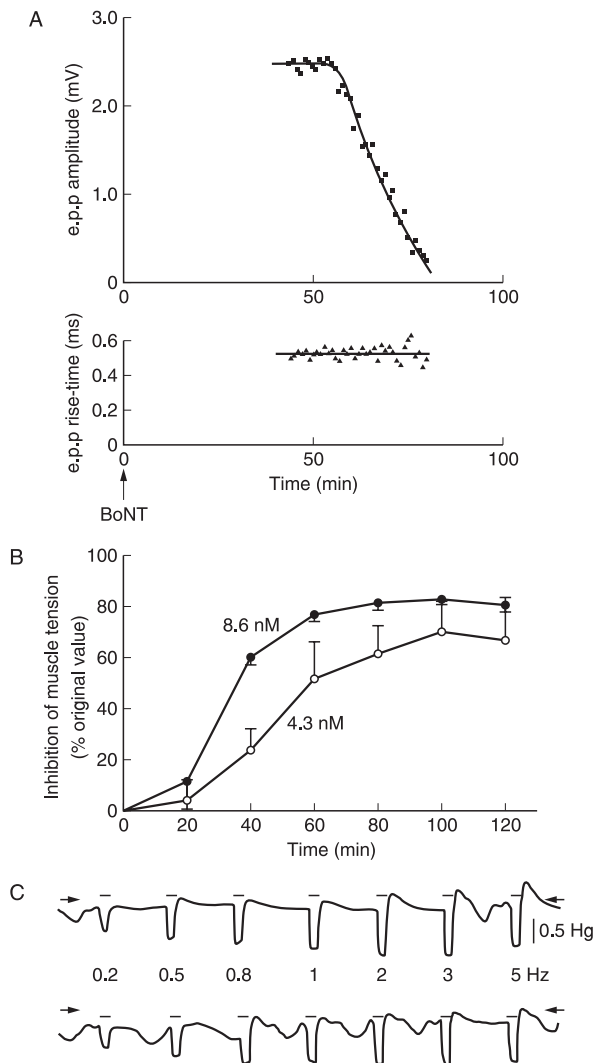 A
e.p.p amplitude (mV)
3.0
2.0
1.0
0
0
50
100
e.p.p rise-time (ms)
0.6
0.4
0.2
0
0
50
100
Time (min)
BoNT
B
Inhibition of muscle tension
(% original value)
100
80
60
40
20
0
8.6 nM
4.3 nM
0
20
40
60
80
100
120
Time (min)
C
0.5 Hg
0.2
0.5
0.8
1
2
3
5 Hz